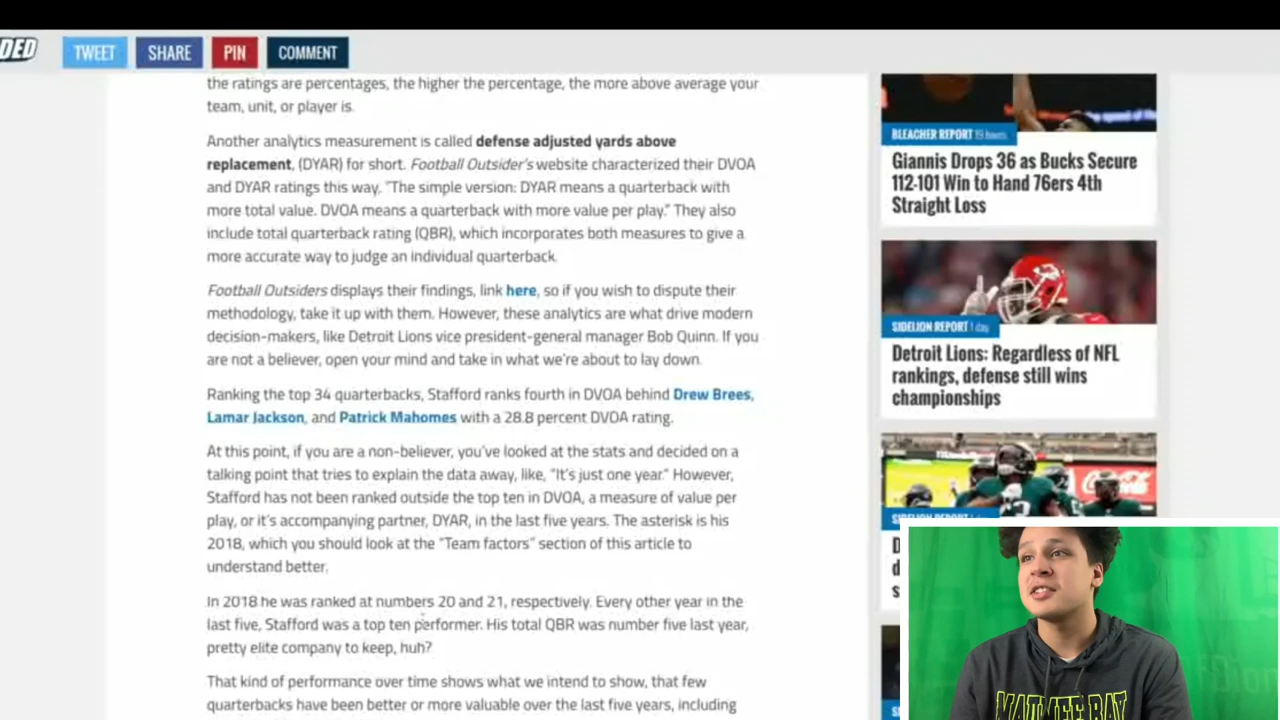 DED
TWEET
SHARE
PIN
COMMENT
the ratings are percentages, the higher the percentage, the more above average your
team, unit, or player is.
Another analytics measurement is called defense adjusted yards above
replacement, (DYAR) for short. Football Outsider's website characterized their DVOA
and DYAR ratings this way. "The simple version: DYAR means a quarterback with
more total value. DVOA means a quarterback with more value per play." They also
include total quarterback rating (QBR), which incorporates both measures to give a
more accurate way to judge an individual quarterback.
Football Outsiders displays their findings, link here, so if you wish to dispute their
methodology, take it up with them. However, these analytics are what drive modern
decision-makers, like Detroit Lions vice president-general manager Bob Quinn. If you
are not a believer, open your mind and take in what we're about to lay down.
Ranking the top 34 quarterbacks, Stafford ranks fourth in DVOA behind Drew Brees,
Lamar Jackson, and Patrick Mahomes with a 28.8 percent DVOA rating.
At this point, if you are a non-believer, you've looked at the stats and decided on a
talking point that tries to explain the data away, like, "It's just one year." However,
Stafford has not been ranked outside the top ten in DVOA, a measure of value per
play, or it's accompanying partner, DYAR, in the last five years. The asterisk is his
2018, which you should look at the "Team factors" section of this article to
understand better.
In 2018 he was ranked at numbers 20 and 21, respectively. Every other year in the
last five, Stafford was a top ten performer. His total QBR was number five last year,
pretty elite company to keep, huh?
That kind of performance over time shows what we intend to show, that few
quarterbacks have been better or more valuable over the last five years, including
BLEACHER REPORT 19 hours
Giannis Drops 36 as Bucks Secure
112-101 Win to Hand 76ers 4th
Straight Loss
SIDELION REPORT 1 day
Detroit Lions: Regardless of NFL
rankings, defense still wins
championships
SIDELION REPORT
D
d
s
MAUMEE BAY